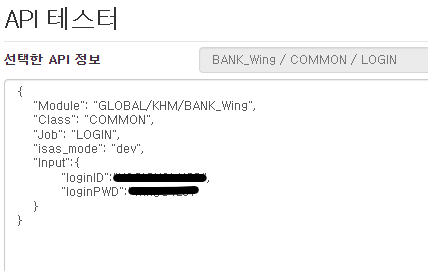 API 테스터
선택한 API 정보
BANK_Wing / COMMON / LOGIN
{
"Module": "GLOBAL/KHM/BANK_Wing",
"Class": "COMMON",
"Job": "LOGIN",
"isas_mode": "dev",
"Input":{
"loginID":
"loginPWD":
}
}